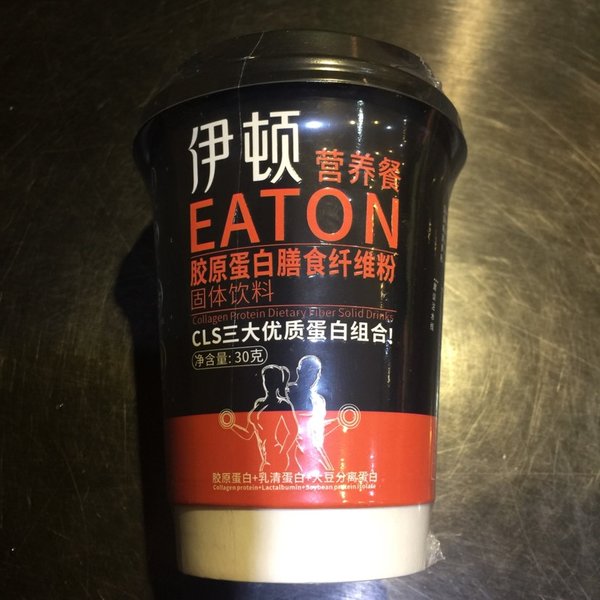 伊顿 营养餐
EATON
胶原蛋白膳食纤维粉
固体饮料
Collagen Protein Dietary Fiber Solid Drinks
CLS三大优质蛋白组合!
净含量: 30克
胶原蛋白+乳清蛋白+大豆分离蛋白
Collagen protein+Lactalbumin+Soybean protein isolate